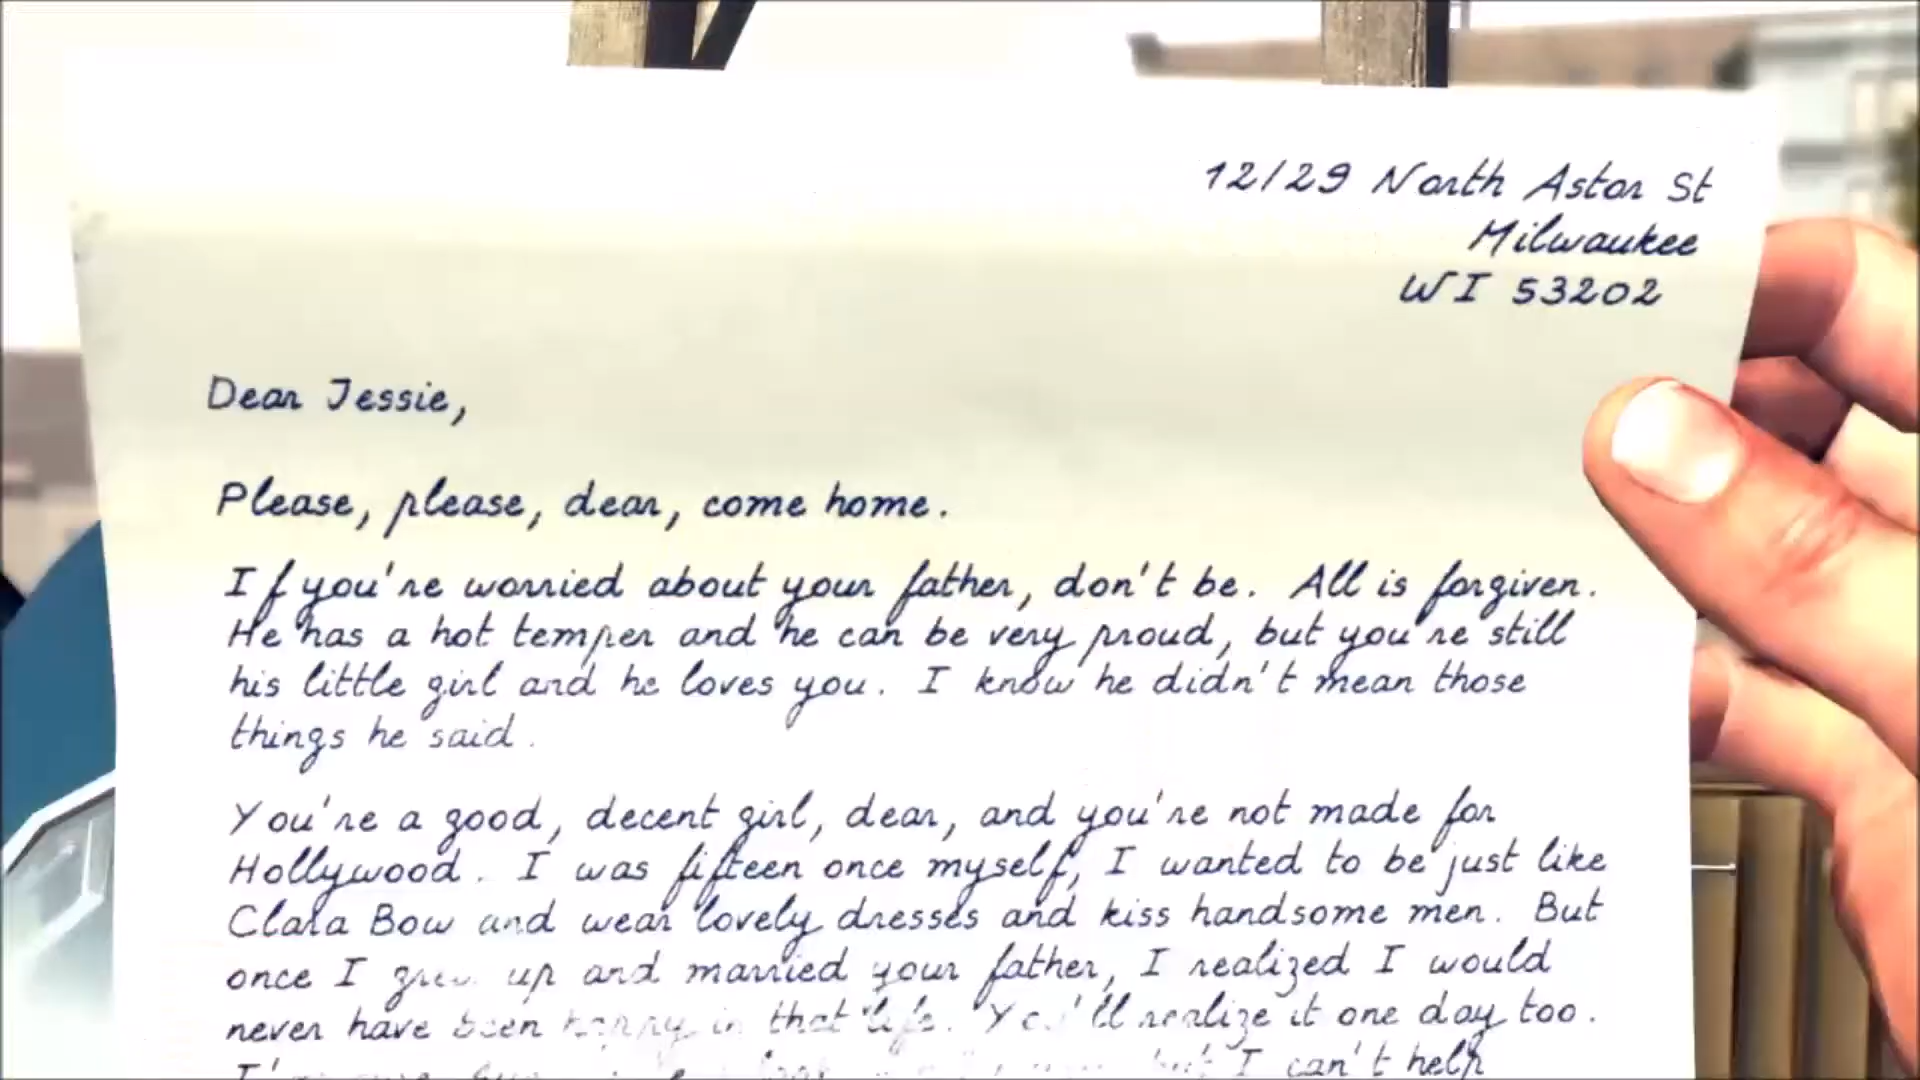 12/29 North Astor St
Milwaukee
WI 53202
Dear Jessie,
Please, please, dear, come home.
If you're worried about your father, don't be. All is forgiven.
He has a hot temper and he can be very proud, but you're still
his little girl and he loves you. I know he didn't mean those
things he said.
You're a good, decent girl, dear, and you're not made for
Hollywood. I was fifteen once myself, I wanted to be just like
Clara Bow and wear lovely dresses and kiss handsome men. But
once I grew up and married your father, I realized I would
never have been happy in that life. You'll realize it one day too.
but I can't help